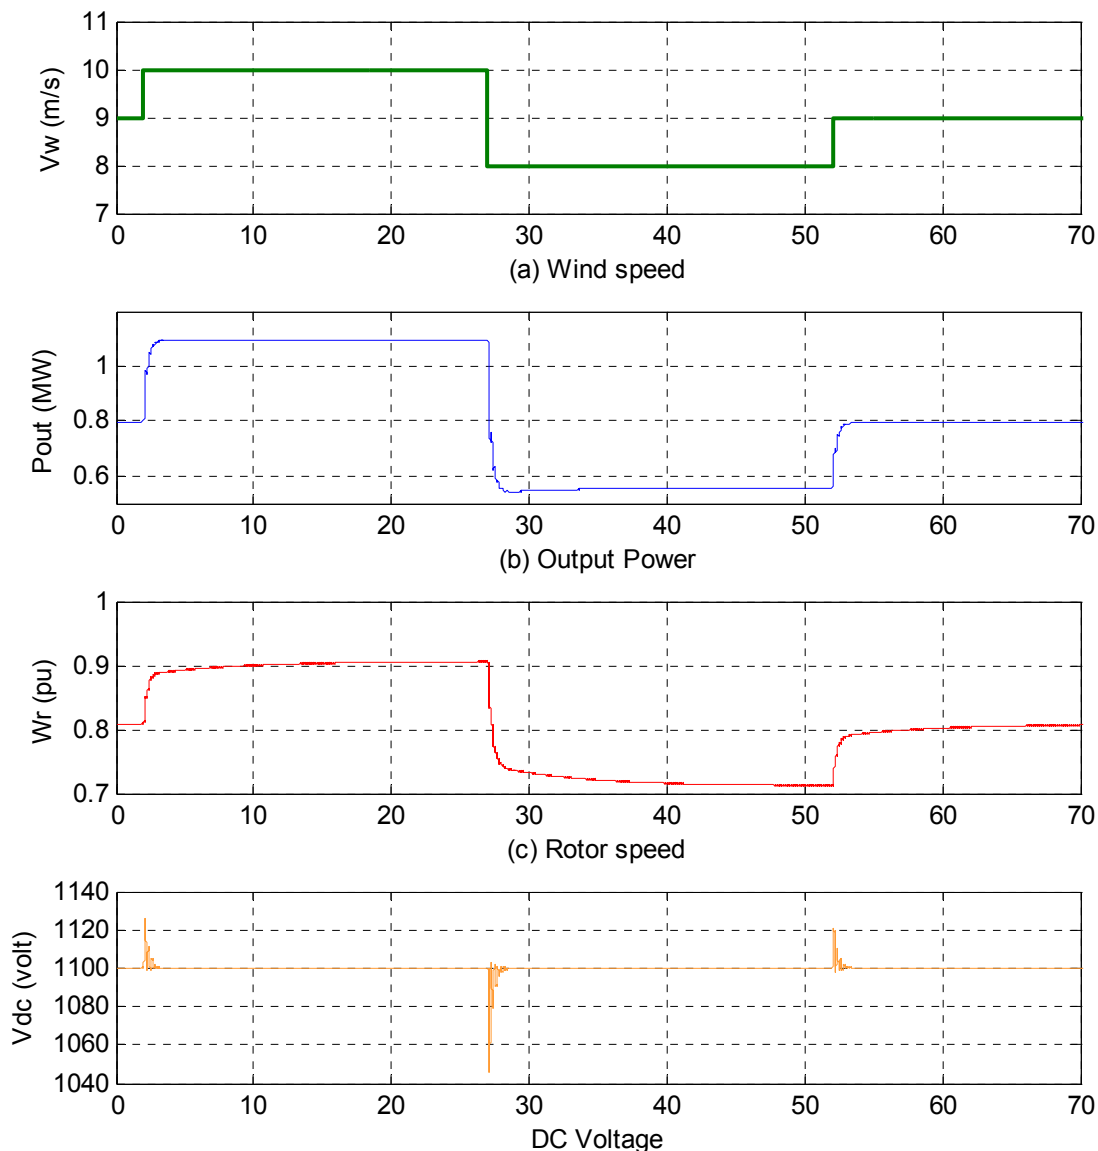 11
10
9
8
7
Vw (m/s)
0 10 20 30 40 50 60 70
(a) Wind speed
1
0.8
0.6
Pout (MW)
0 10 20 30 40 50 60 70
(b) Output Power
1
0.9
0.8
0.7
Wr (pu)
0 10 20 30 40 50 60 70
(c) Rotor speed
1140
1120
1100
1080
1060
1040
Vdc (volt)
0 10 20 30 40 50 60 70
DC Voltage